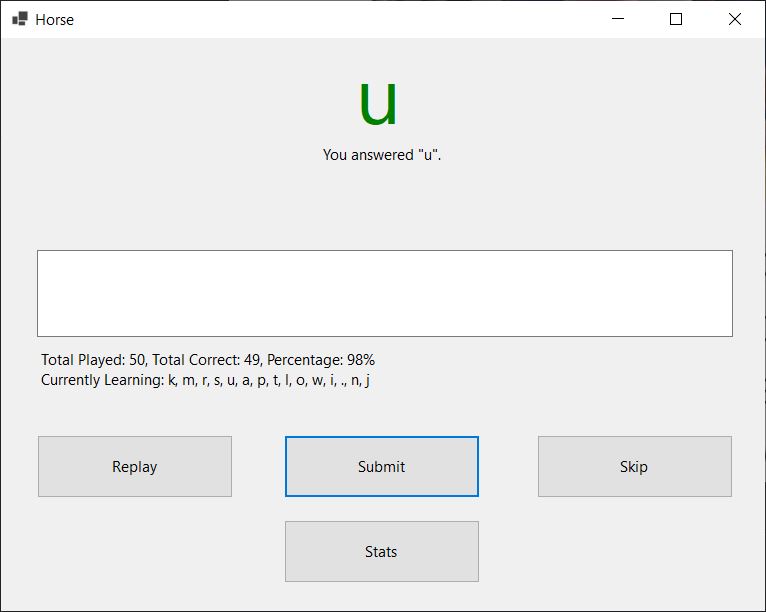 Horse
u
You answered "u".
Total Played: 50, Total Correct: 49, Percentage: 98%
Currently Learning: k, m, r, s, u, a, p, t, l, o, w, i, ., n, j
Replay
Submit
Skip
Stats